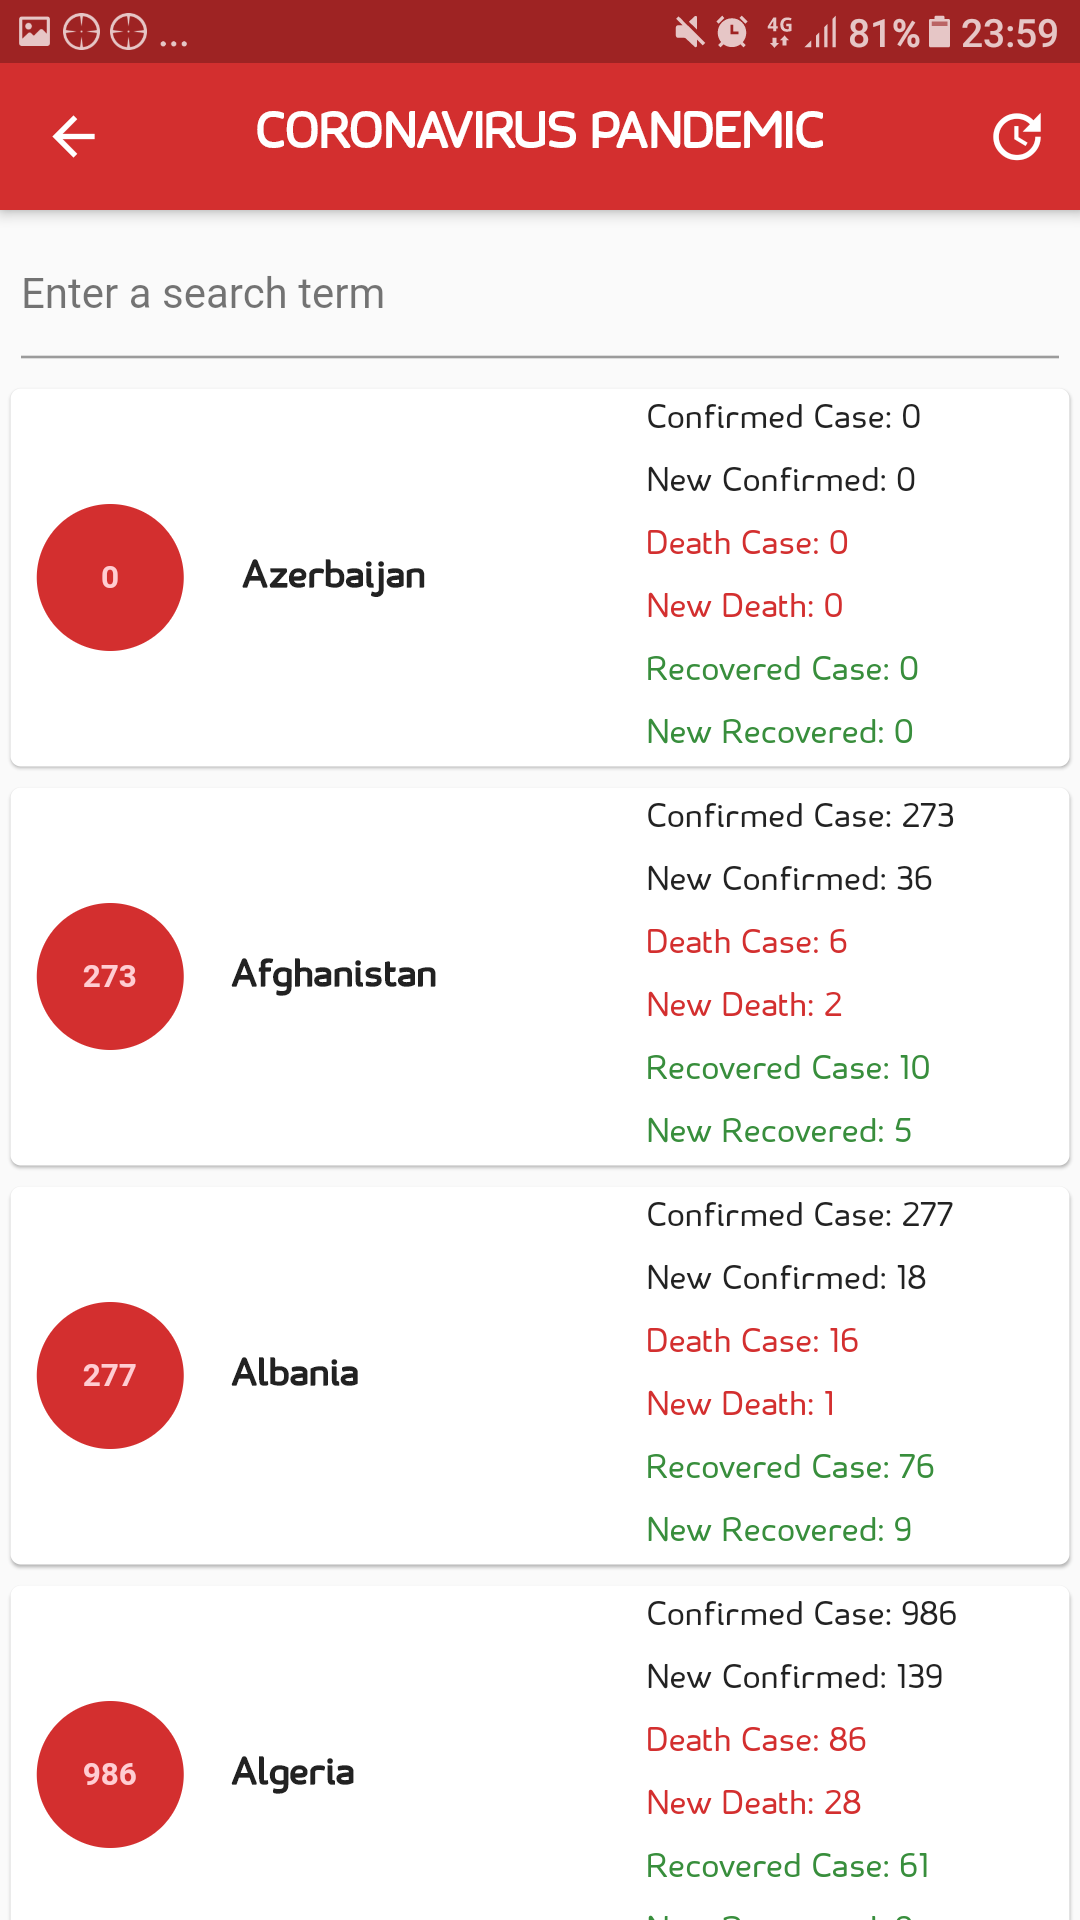 ... 4G 81% 23:59
CORONAVIRUS PANDEMIC
Enter a search term
Confirmed Case: 0
New Confirmed: 0
Death Case: 0
0 Azerbaijan
New Death: 0
Recovered Case: 0
New Recovered: 0
Confirmed Case: 273
New Confirmed: 36
Death Case: 6
273 Afghanistan
New Death: 2
Recovered Case: 10
New Recovered: 5
Confirmed Case: 277
New Confirmed: 18
Death Case: 16
277 Albania
New Death: 1
Recovered Case: 76
New Recovered: 9
Confirmed Case: 986
New Confirmed: 139
Death Case: 86
986 Algeria
New Death: 28
Recovered Case: 61